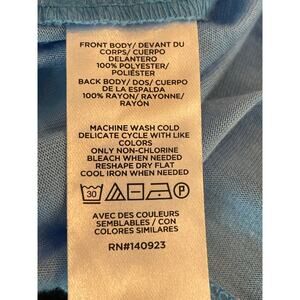 FRONT BODY/ DEVANT DU
CORPS/ CUERPO
DELANTERO
100% POLYESTER/
POLIÉSTER
BACK BODY/ DOS/ CUERPO
DE LA ESPALDA
100% RAYON/ RAYONNE/
RAYÓN
MACHINE WASH COLD
DELICATE CYCLE WITH LIKE
COLORS
ONLY NON-CHLORINE
BLEACH WHEN NEEDED
RESHAPE DRY FLAT
COOL IRON WHEN NEEDED
30 P
AVEC DES COULEURS
SEMBLABLES / CON
COLORES SIMILARES
RN#140923